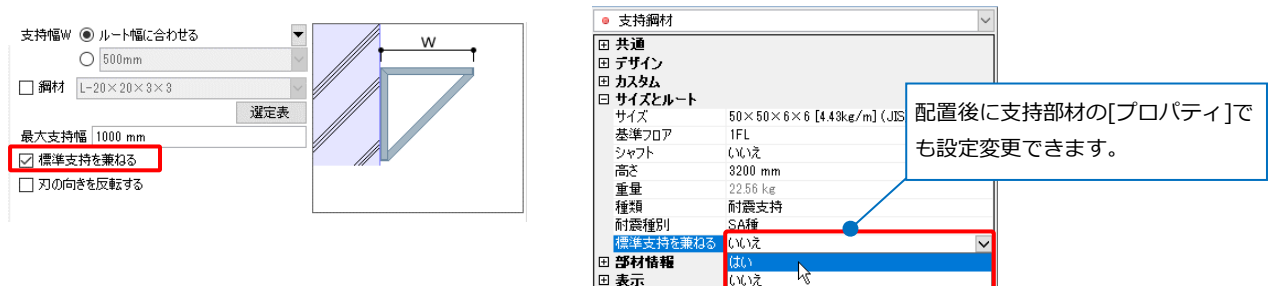 支持幅W ルート幅に合わせる
500mm
鋼材 L-20×20×3×3
選定表
最大支持幅 1000 mm
標準支持を兼ねる
刃の向きを反転する
W
支持鋼材
共通
デザイン
カスタム
サイズとルート
サイズ 50×50×6×6 [4.43kg/m] (JIS
基準フロア 1FL
シャフト いいえ
高さ 3200 mm
重量 22.56 kg
種類 耐震支持
耐震種別 SA種
標準支持を兼ねる いいえ
部材情報 はい
表示 いいえ
配置後に支持部材の[プロパティ]で
も設定変更できます。